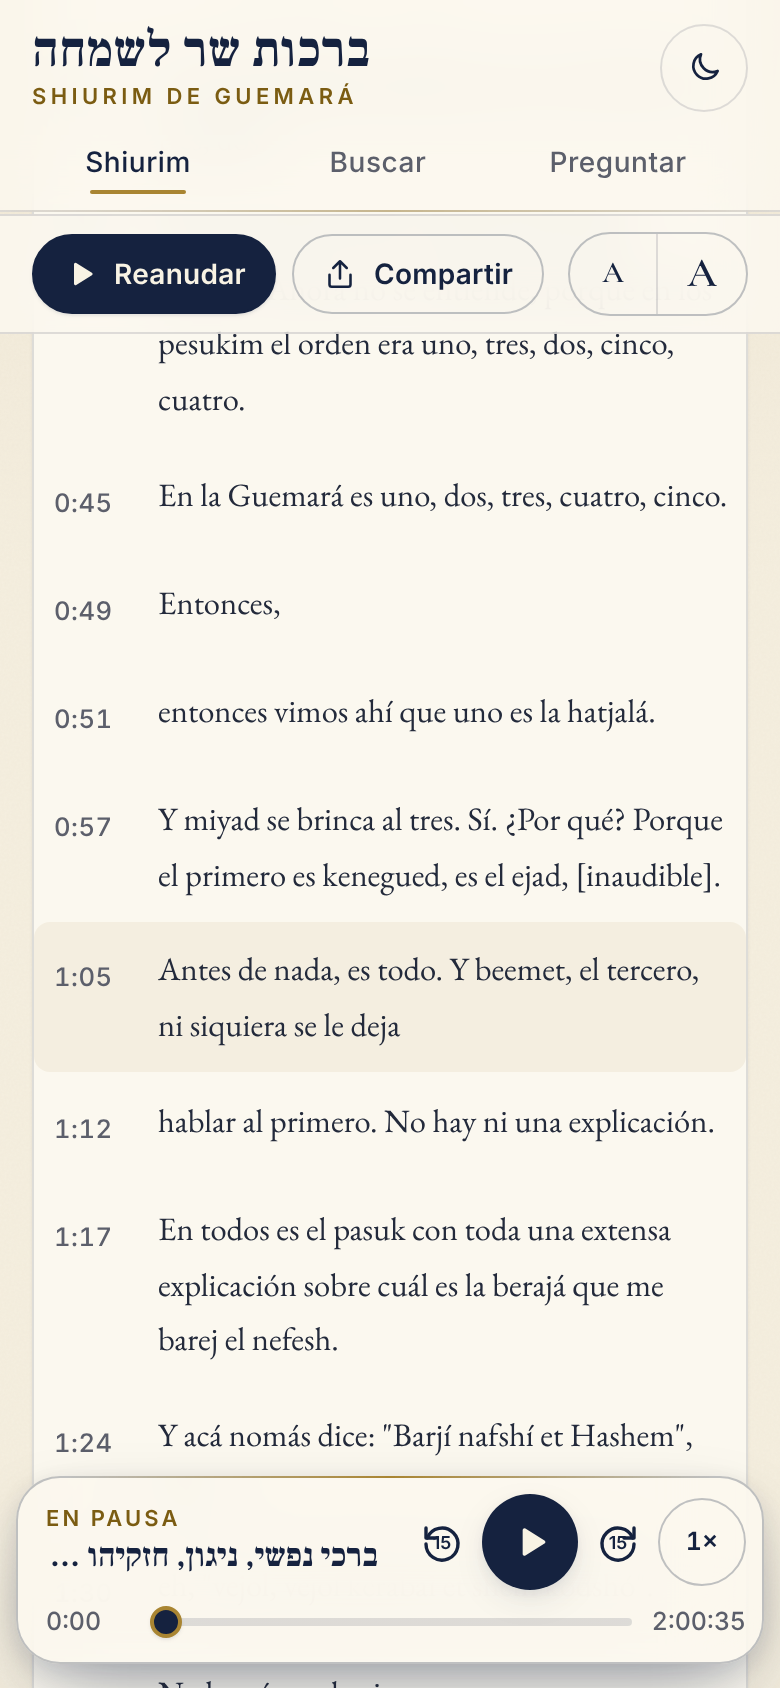 ברכות שר לשמחה
SHIURIM DE GUEMARÁ
Shiurim
Buscar
Preguntar
Reanudar
Compartir
A
A
pesukim el orden era uno, tres, dos, cinco,
cuatro.
0:45
En la Guemará es uno, dos, tres, cuatro, cinco.
0:49
Entonces,
0:51
entonces vimos ahí que uno es la hatjalá.
0:57
Y miyad se brinca al tres. Sí. ¿Por qué? Porque
el primero es kenegued, es el ejad, [inaudible].
1:05
Antes de nada, es todo. Y beemet, el tercero,
ni siquiera se le deja
1:12
hablar al primero. No hay ni una explicación.
1:17
En todos es el pasuk con toda una extensa
explicación sobre cuál es la berajá que me
barej el nefesh.
1:24
Y acá nomás dice: "Barjí nafshí et Hashem",
EN PAUSA
ברכי נפשי, ניגון, חזקיהו ...
15
15
1×
0:00
2:00:35